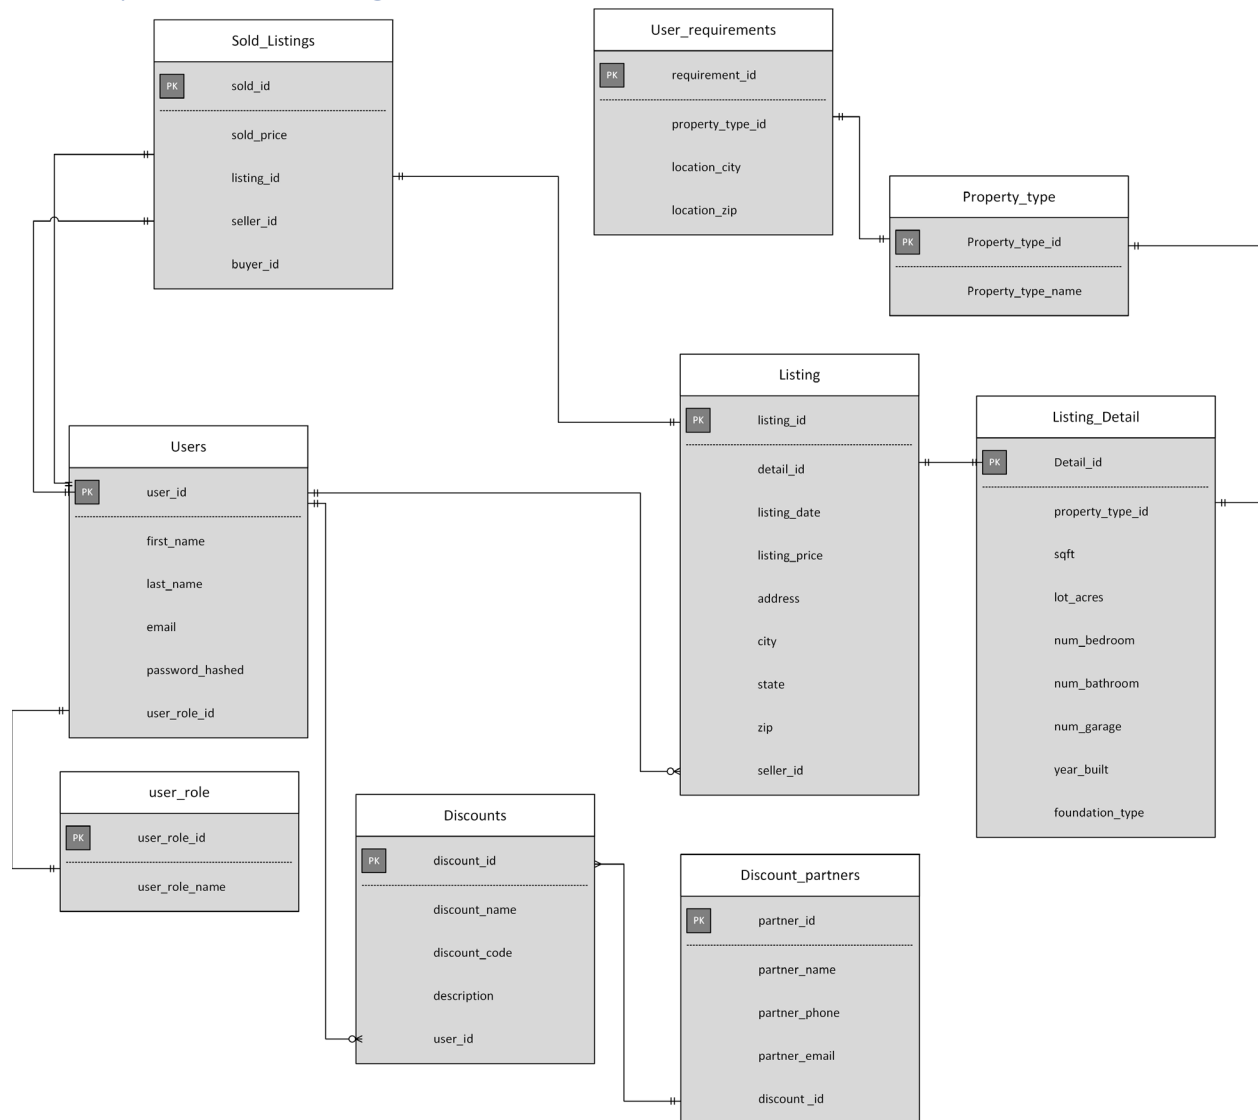 Sold_Listings
PK sold_id
sold_price
listing_id
seller_id
buyer_id
User_requirements
PK requirement_id
property_type_id
location_city
location_zip
Property_type
PK Property_type_id
Property_type_name
Listing
PK listing_id
detail_id
listing_date
listing_price
address
city
state
zip
seller_id
Listing_Detail
PK Detail_id
property_type_id
sqft
lot_acres
num_bedroom
num_bathroom
num_garage
year_built
foundation_type
Users
PK user_id
first_name
last_name
email
password_hashed
user_role_id
user_role
PK user_role_id
user_role_name
Discounts
PK discount_id
discount_name
discount_code
description
user_id
Discount_partners
PK partner_id
partner_name
partner_phone
partner_email
discount _id